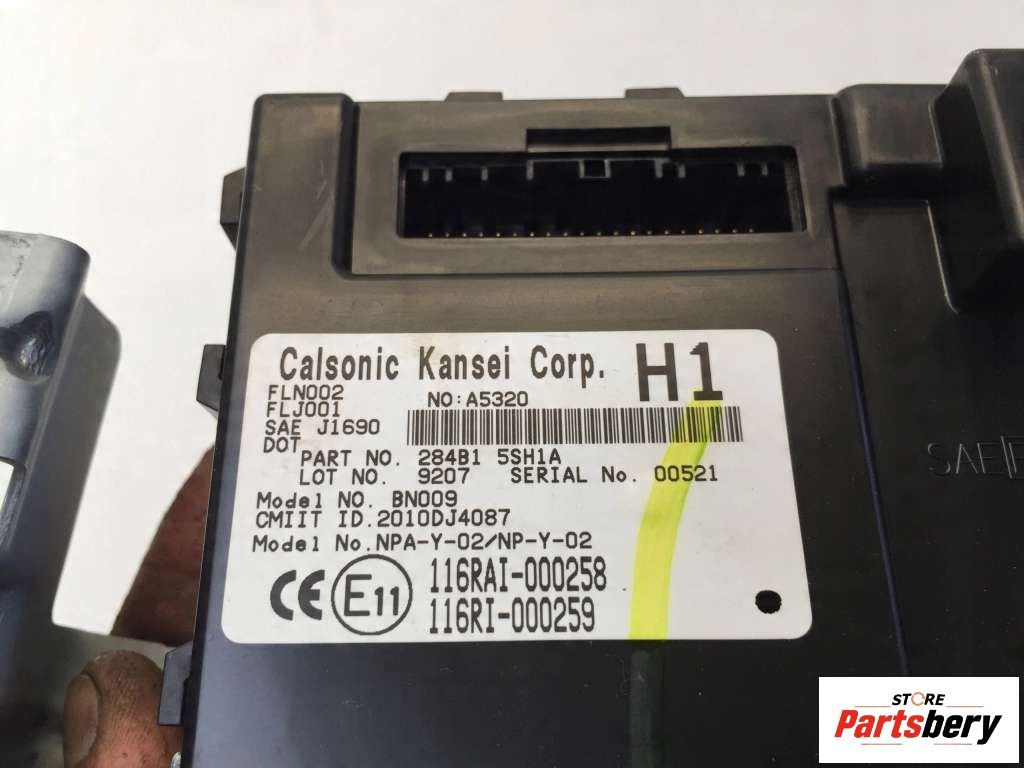 Calsonic Kansei Corp. H1
FLN002 NO:A5320
FLJ001
SAE J1690
DOT
PART NO. 284B1 5SH1A
LOT NO. 9207 SERIAL No. 00521
Model NO. BN009
CMIIT ID.2010DJ4087
Model No.NPA-Y-02/NP-Y-02
CE E11 116RAI-000258
116RI-000259
SAE
STORE
Partsbery